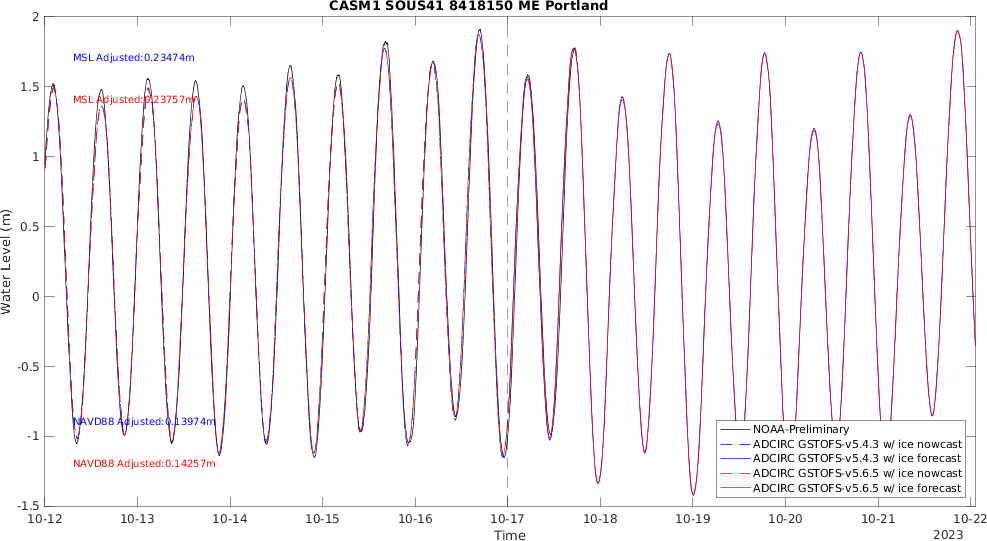 CASM1 SOUS41 8418150 ME Portland
2
1.5
1
0.5
0
-0.5
-1
-1.5
Water Level (m)
MSL Adjusted:0.23474m
MSL Adjusted:0.23757m
NAVD88 Adjusted:0.13974m
NAVD88 Adjusted:0.14257m
NOAA-Preliminary
ADCIRC GSTOFS-v5.4.3 w/ ice nowcast
ADCIRC GSTOFS-v5.4.3 w/ ice forecast
ADCIRC GSTOFS-v5.6.5 w/ ice nowcast
ADCIRC GSTOFS-v5.6.5 w/ ice forecast
10-12 10-13 10-14 10-15 10-16 10-17 10-18 10-19 10-20 10-21 10-22
Time
2023